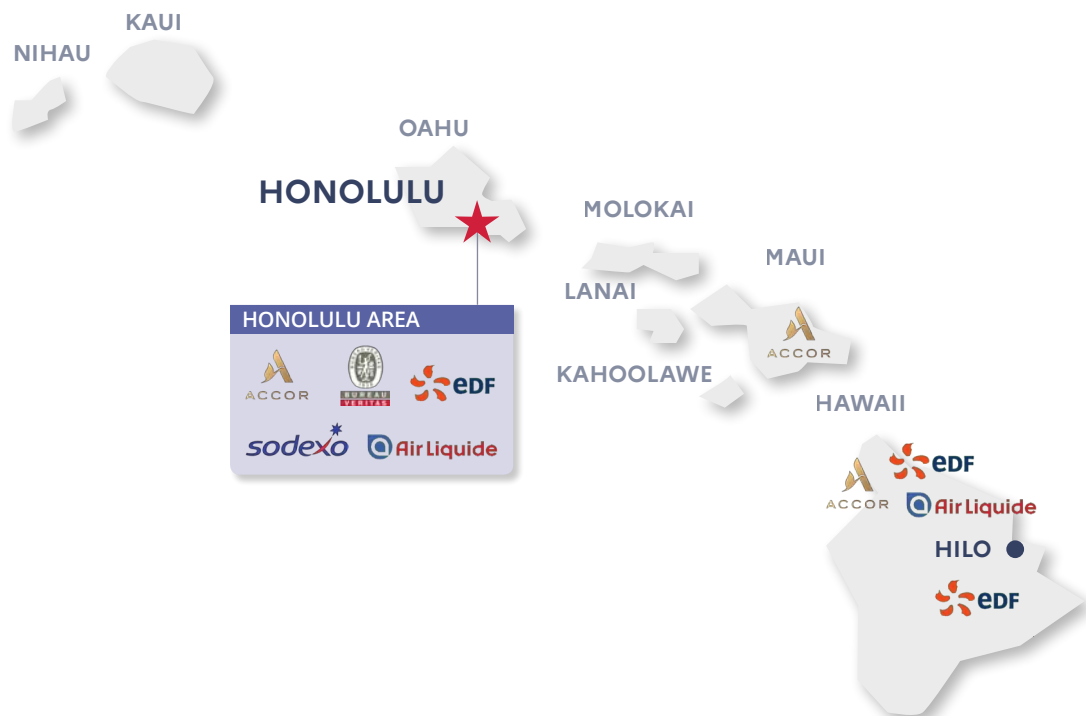 KAUI
NIHAU
OAHU
HONOLULU
MOLOKAI
MAUI
LANAI
HONOLULU AREA
ACCOR
KAHOOLAWE
ACCOR
BUREAU
VERITAS
eDF
HAWAII
sodexo
Air Liquide
eDF
ACCOR
Air Liquide
HILO
eDF